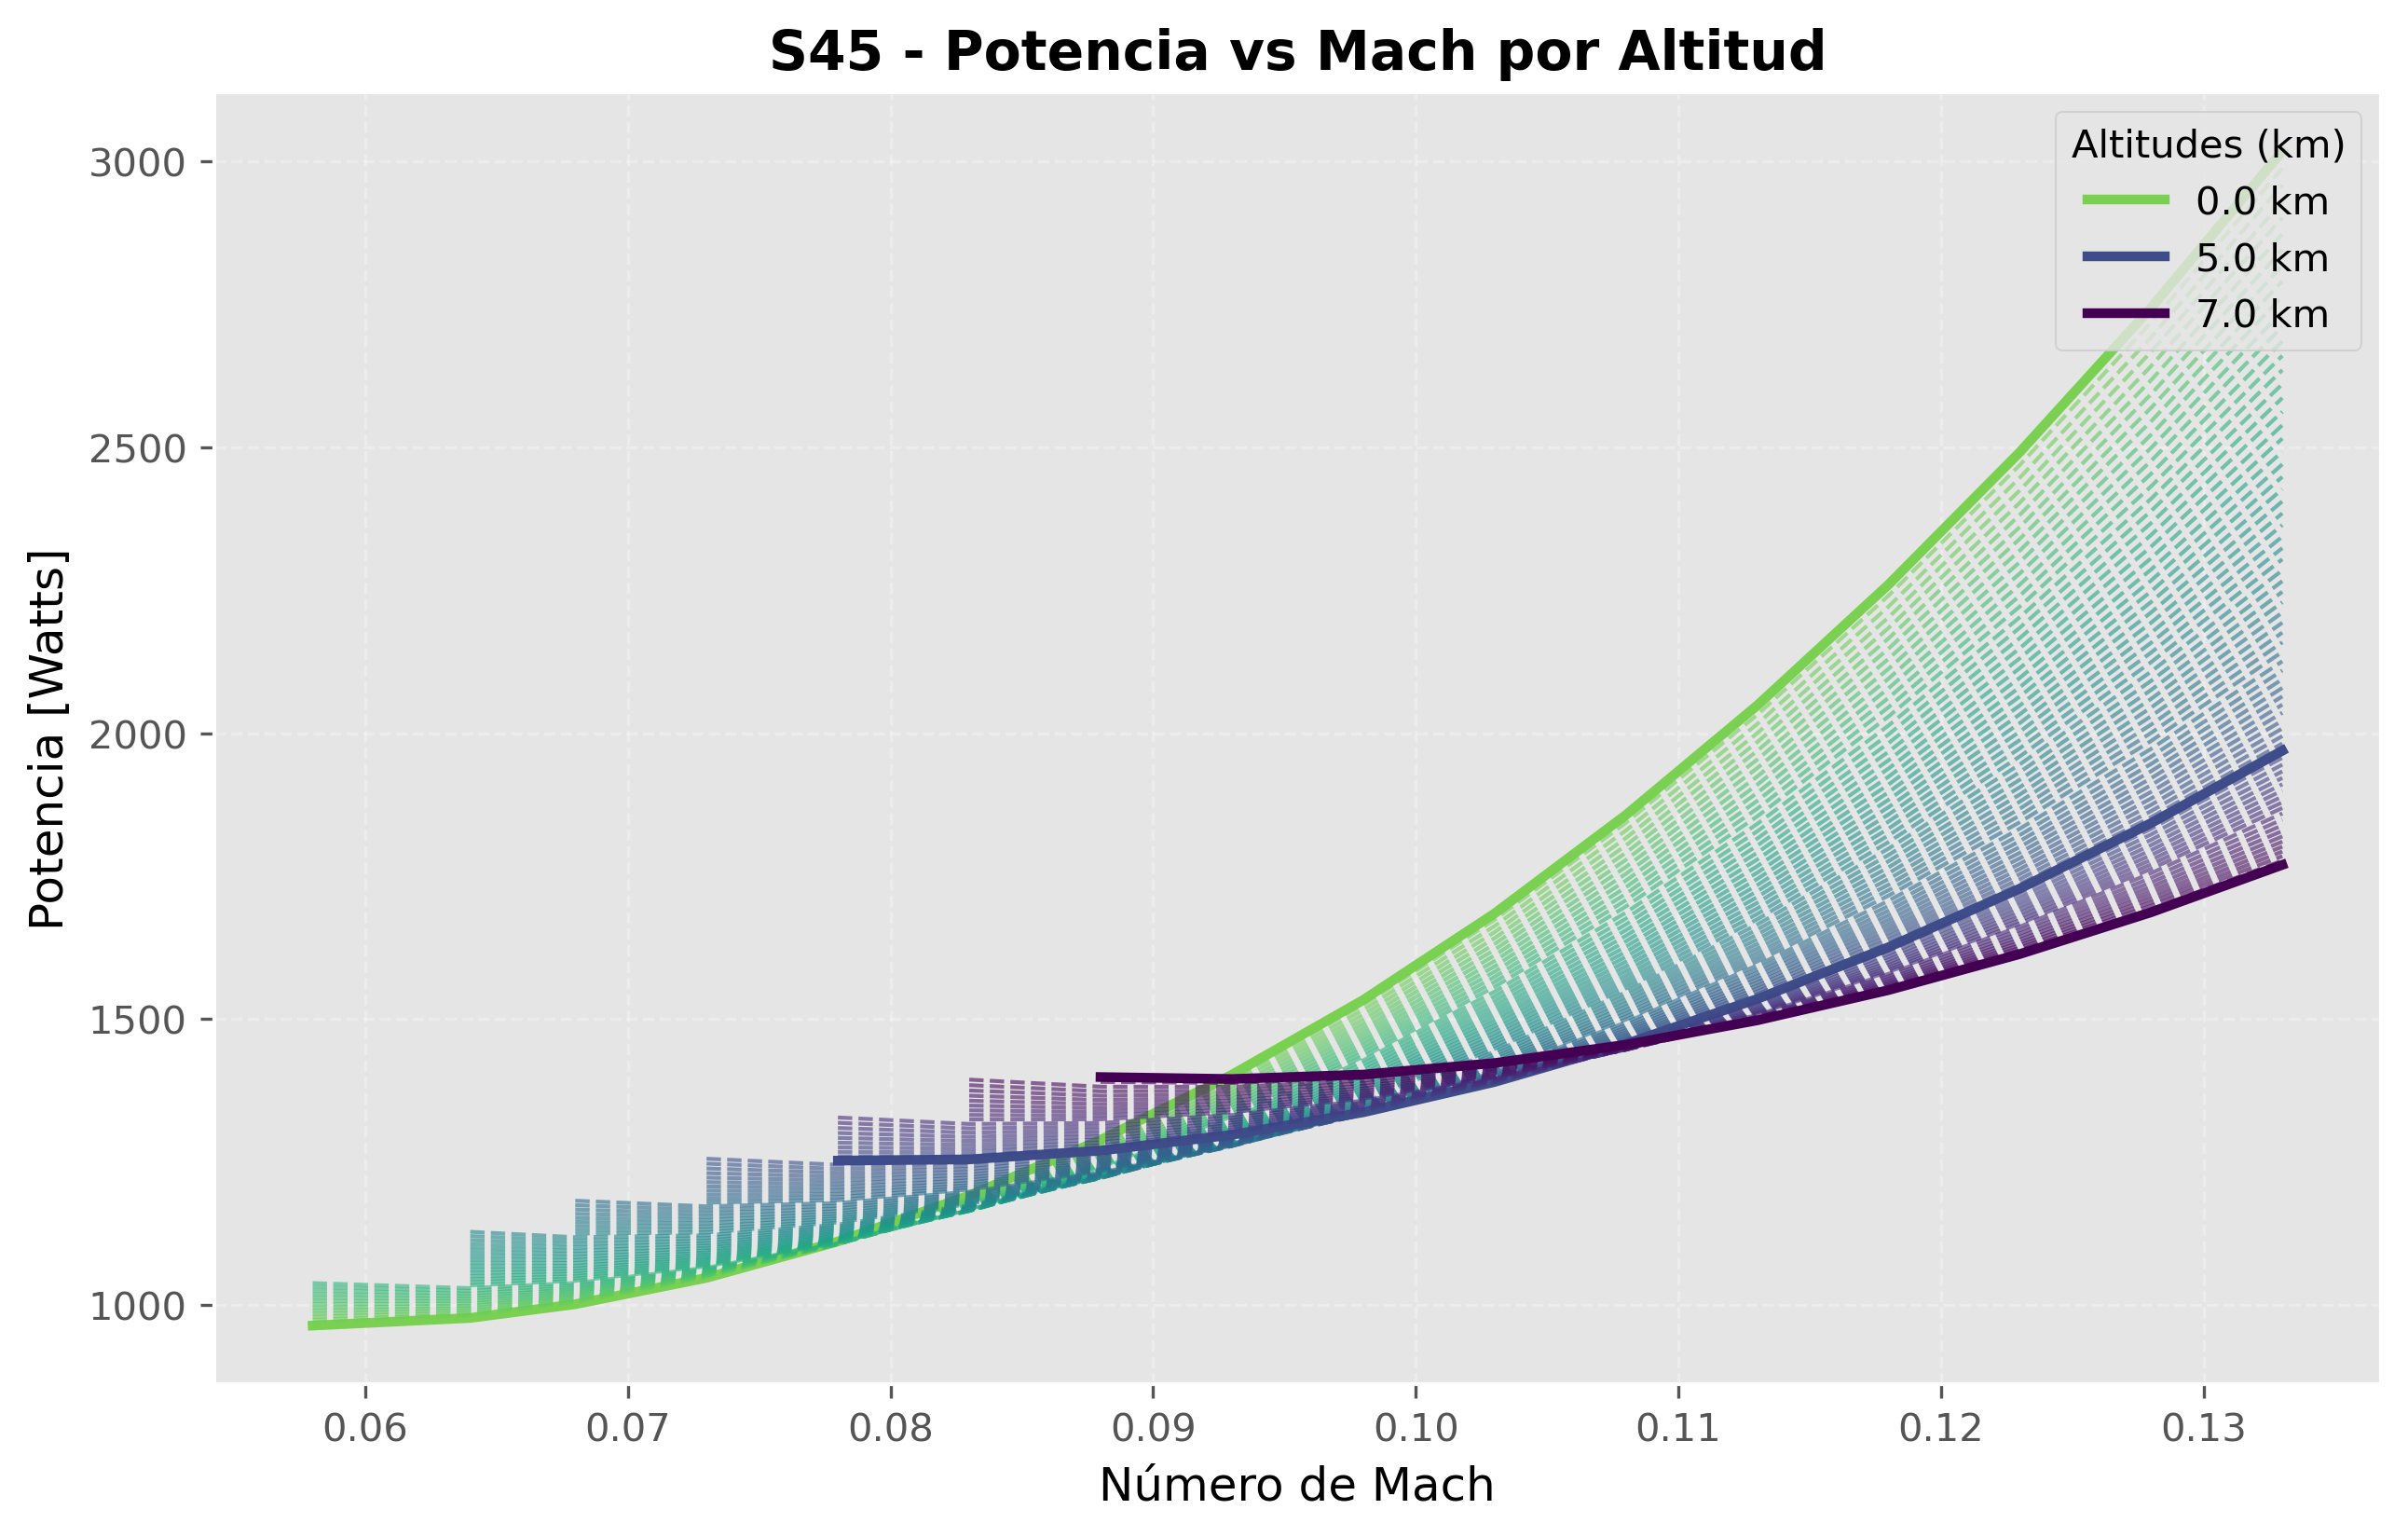 S45 - Potencia vs Mach por Altitud
Altitudes (km)
0.0 km
5.0 km
7.0 km
Potencia [Watts]
3000
2500
2000
1500
1000
0.06 0.07 0.08 0.09 0.10 0.11 0.12 0.13
Número de Mach